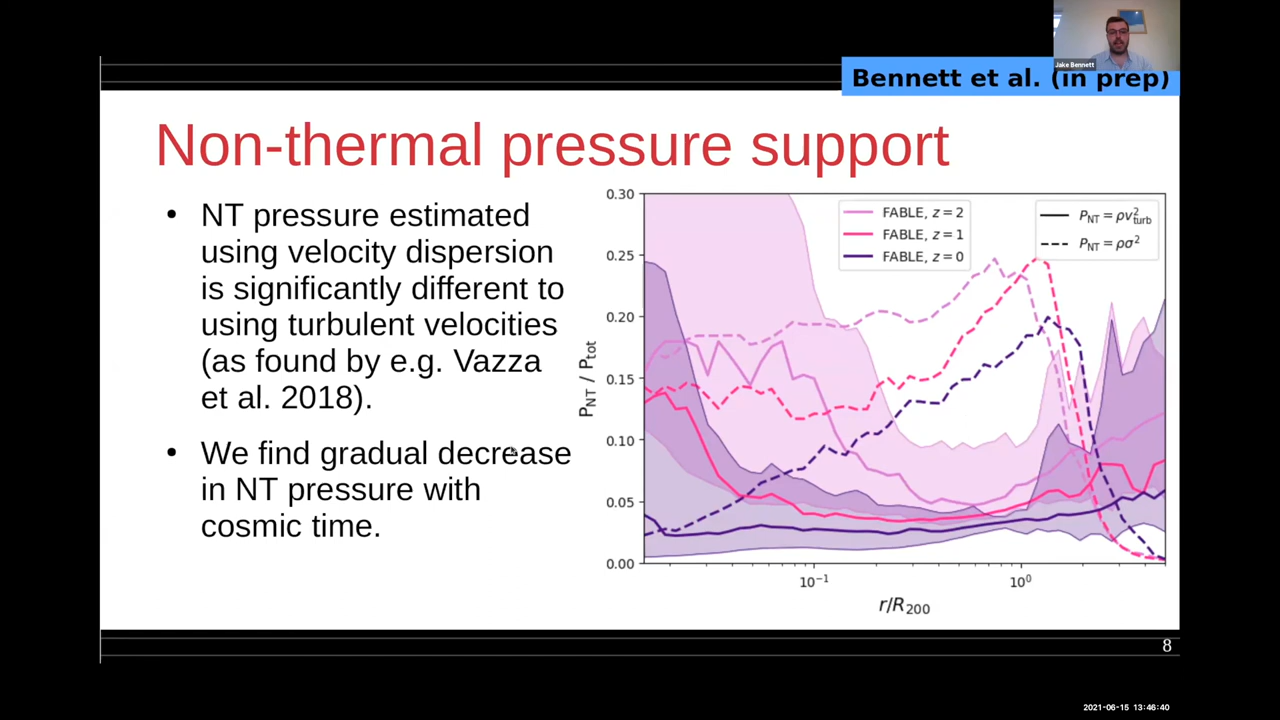 Jake Bennett
Bennett et al. (in prep)
Non-thermal pressure support
• NT pressure estimated
using velocity dispersion
is significantly different to
using turbulent velocities
(as found by e.g. Vazza
et al. 2018).
• We find gradual decrease
in NT pressure with
cosmic time.
P_NT / P_tot
0.30
0.25
0.20
0.15
0.10
0.05
0.00
FABLE, z = 2
FABLE, z = 1
FABLE, z = 0
P_NT = ρv²_turb
P_NT = ρσ²
10⁻¹
10⁰
r/R₂₀₀
8
2021-06-15 13:46:40